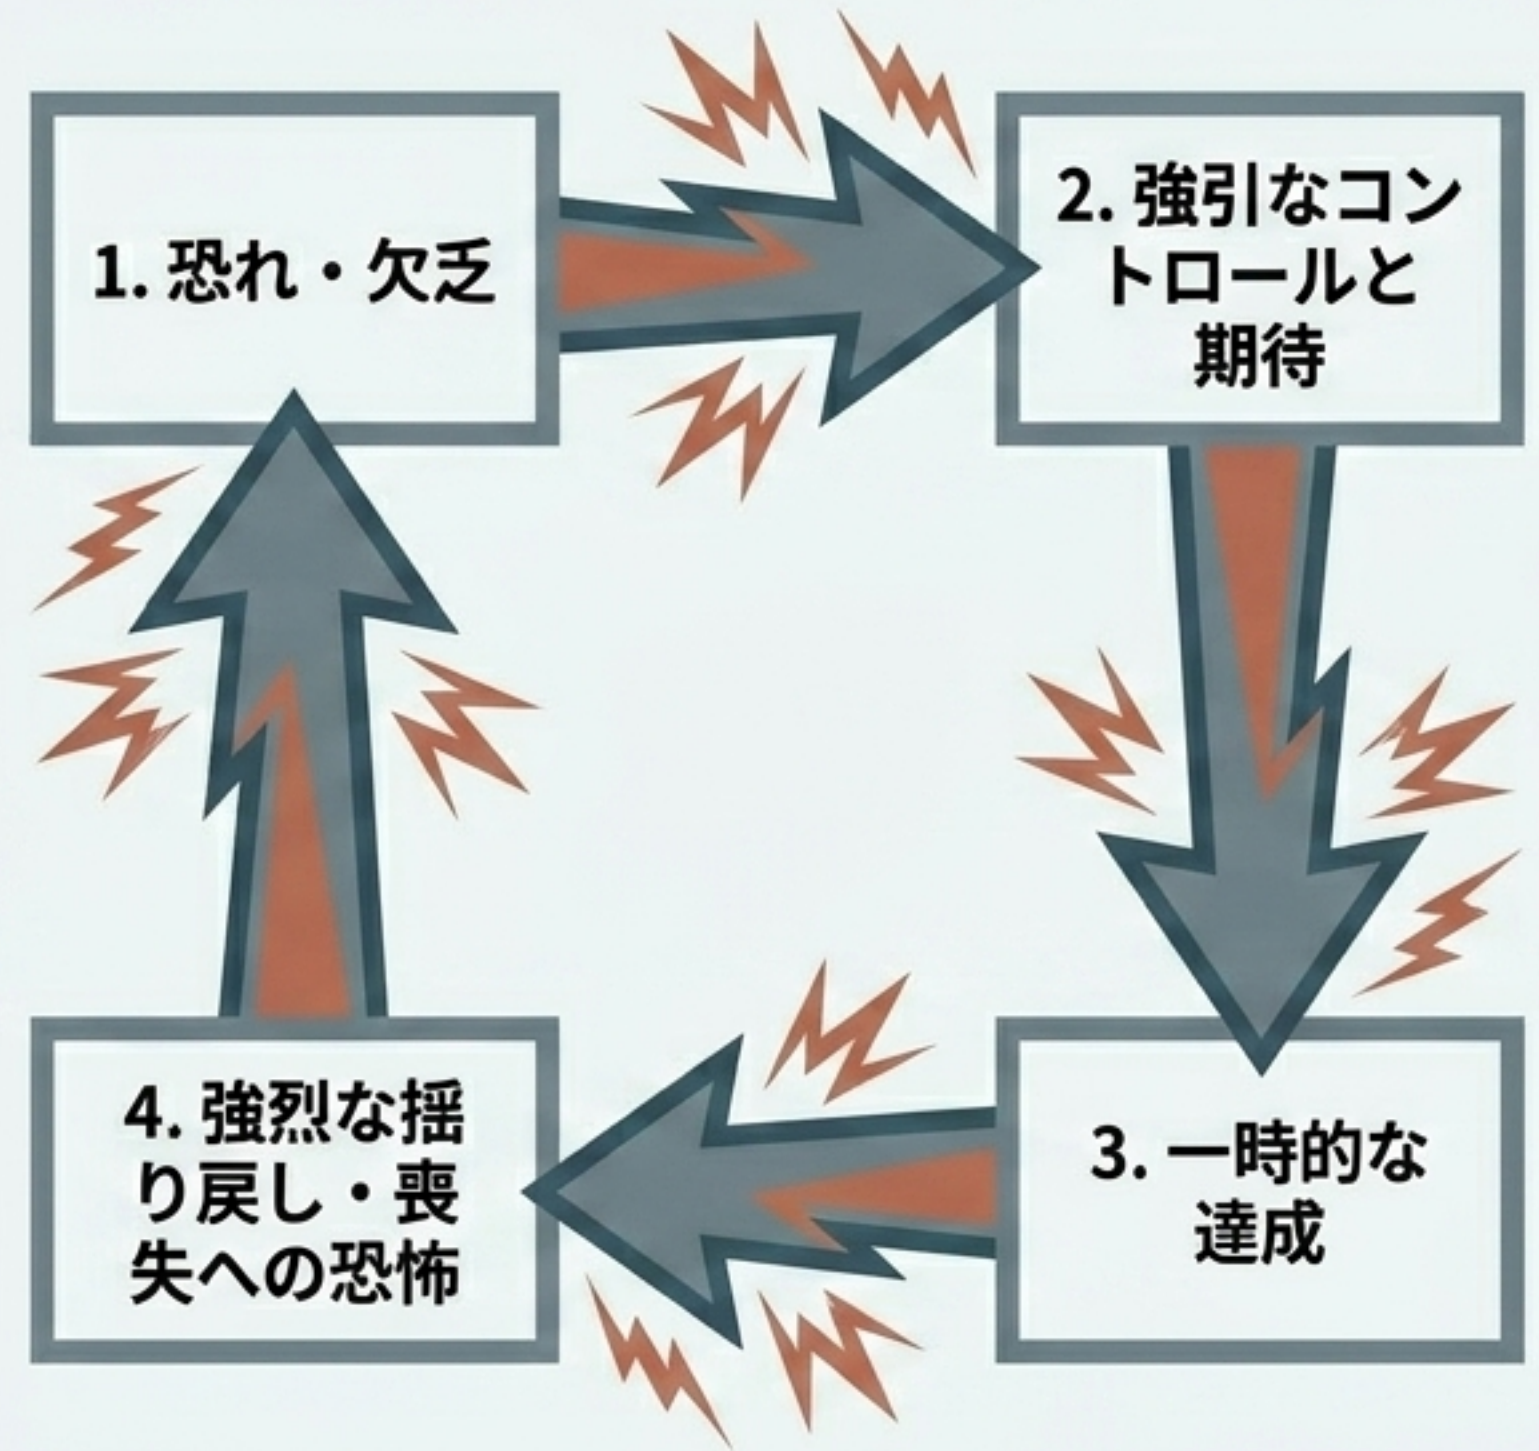 1. 恐れ・欠乏
2. 強引なコン
トロールと
期待
3. 一時的な
達成
4. 強烈な揺
り戻し・喪
失への恐怖